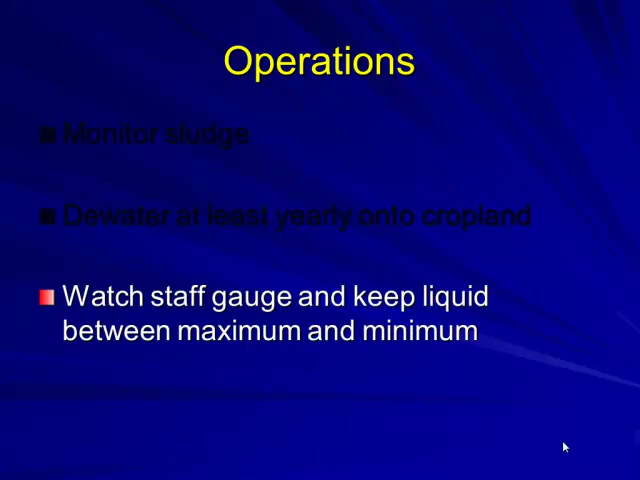 Operations
Monitor sludge
Dewater at least yearly onto cropland
Watch staff gauge and keep liquid
between maximum and minimum